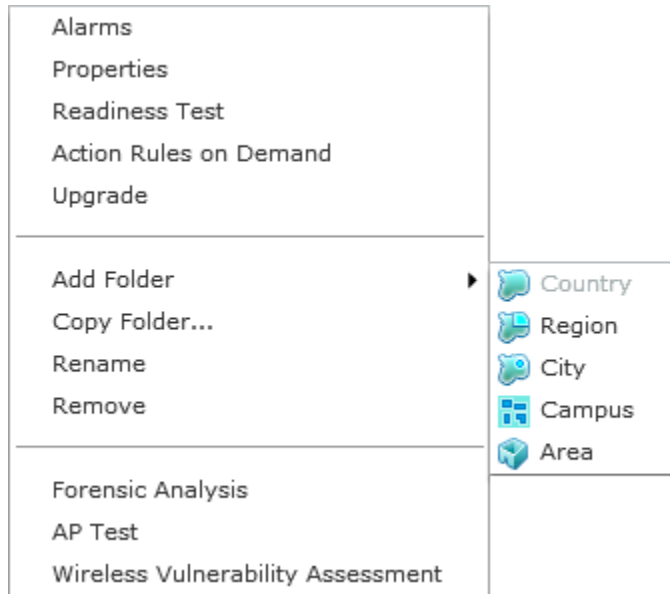 Alarms
Properties
Readiness Test
Action Rules on Demand
Upgrade
Add Folder
Copy Folder...
Rename
Remove
Forensic Analysis
AP Test
Wireless Vulnerability Assessment
Country
Region
City
Campus
Area